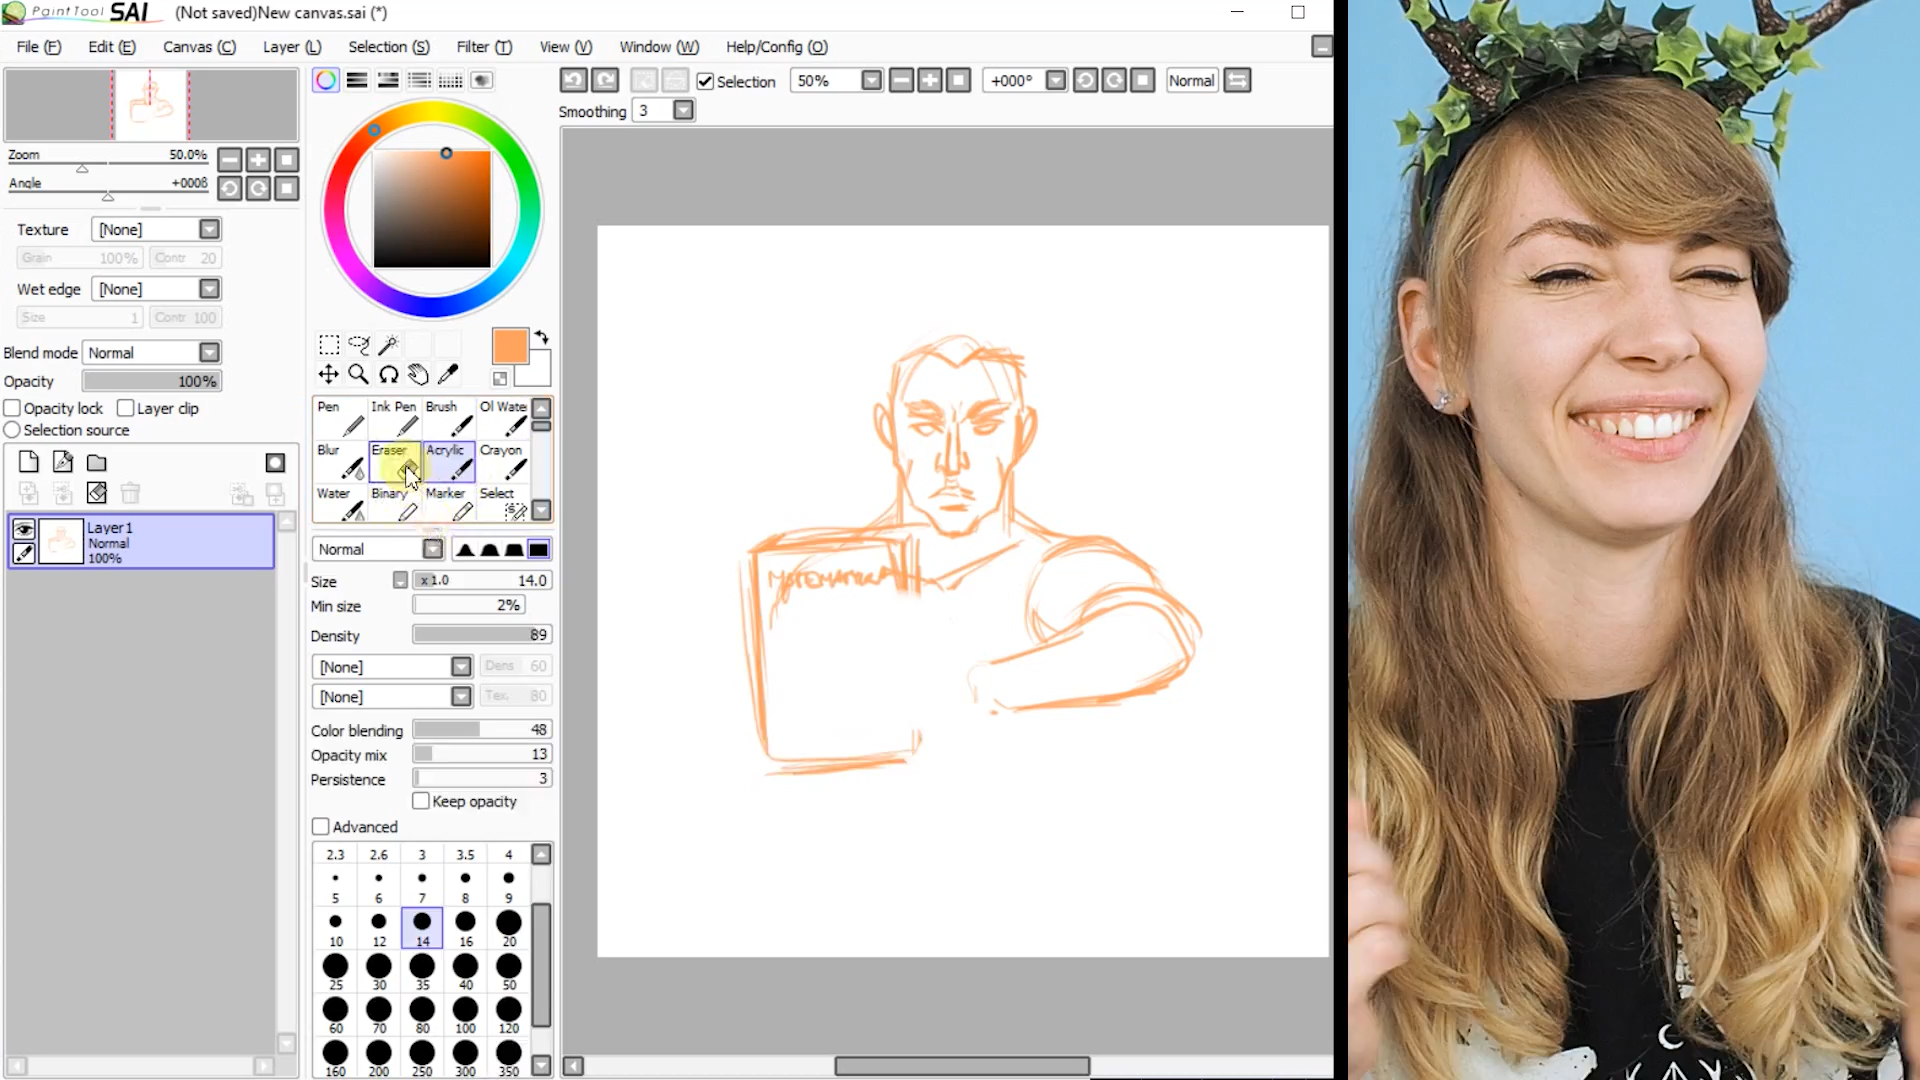 PaintTool SAI (Not saved)New canvas.sai (*)
File (F) Edit (E) Canvas (C) Layer (L) Selection (S) Filter (T) View (V) Window (W) Help/Config (O)
Selection 50% +000° Normal
Smoothing 3
Zoom 50.0%
Angle +000ß
Texture [None]
Grain 100% Contr 20
Wet edge [None]
Size 1 Contr 100
Blend mode Normal
Opacity 100%
Opacity lock Layer clip
Selection source
Layer1
Normal
100%
Pen Ink Pen Brush Ol Wate
Blur Eraser Acrylic Crayon
Water Binary Marker Select
Normal
Size x1.0 14.0
Min size 2%
Density 89
[None] Dens 60
[None] Tex. 80
Color blending 48
Opacity mix 13
Persistence 3
Keep opacity
Advanced
2.3 2.6 3 3.5 4
5 6 7 8 9
10 12 14 16 20
25 30 35 40 50
60 70 80 100 120
160 200 250 300 350